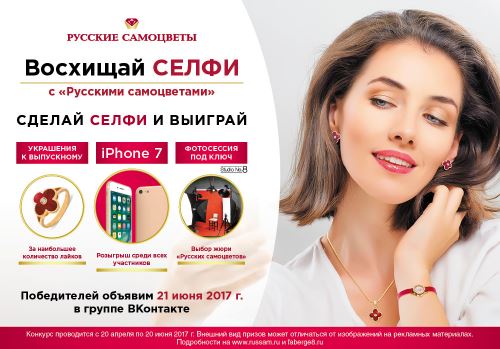 РУССКИЕ САМОЦВЕТЫ
Восхищай СЕЛФИ
с «Русскими самоцветами»
СДЕЛАЙ СЕЛФИ И ВЫИГРАЙ
УКРАШЕНИЯ
К ВЫПУСКНОМУ
iPhone 7
ФОТОСЕССИЯ
ПОД КЛЮЧ
Studio No.8
За наибольшее
количество лайков
Розыгрыш среди всех
участников
Выбор жюри
«Русских самоцветов»
Победителей объявим 21 июня 2017 г.
в группе ВКонтакте
Конкурс проводится с 20 апреля по 20 июня 2017 г. Внешний вид призов может отличаться от изображений на рекламных материалах.
Подробности на www.russam.ru и faberge8.ru